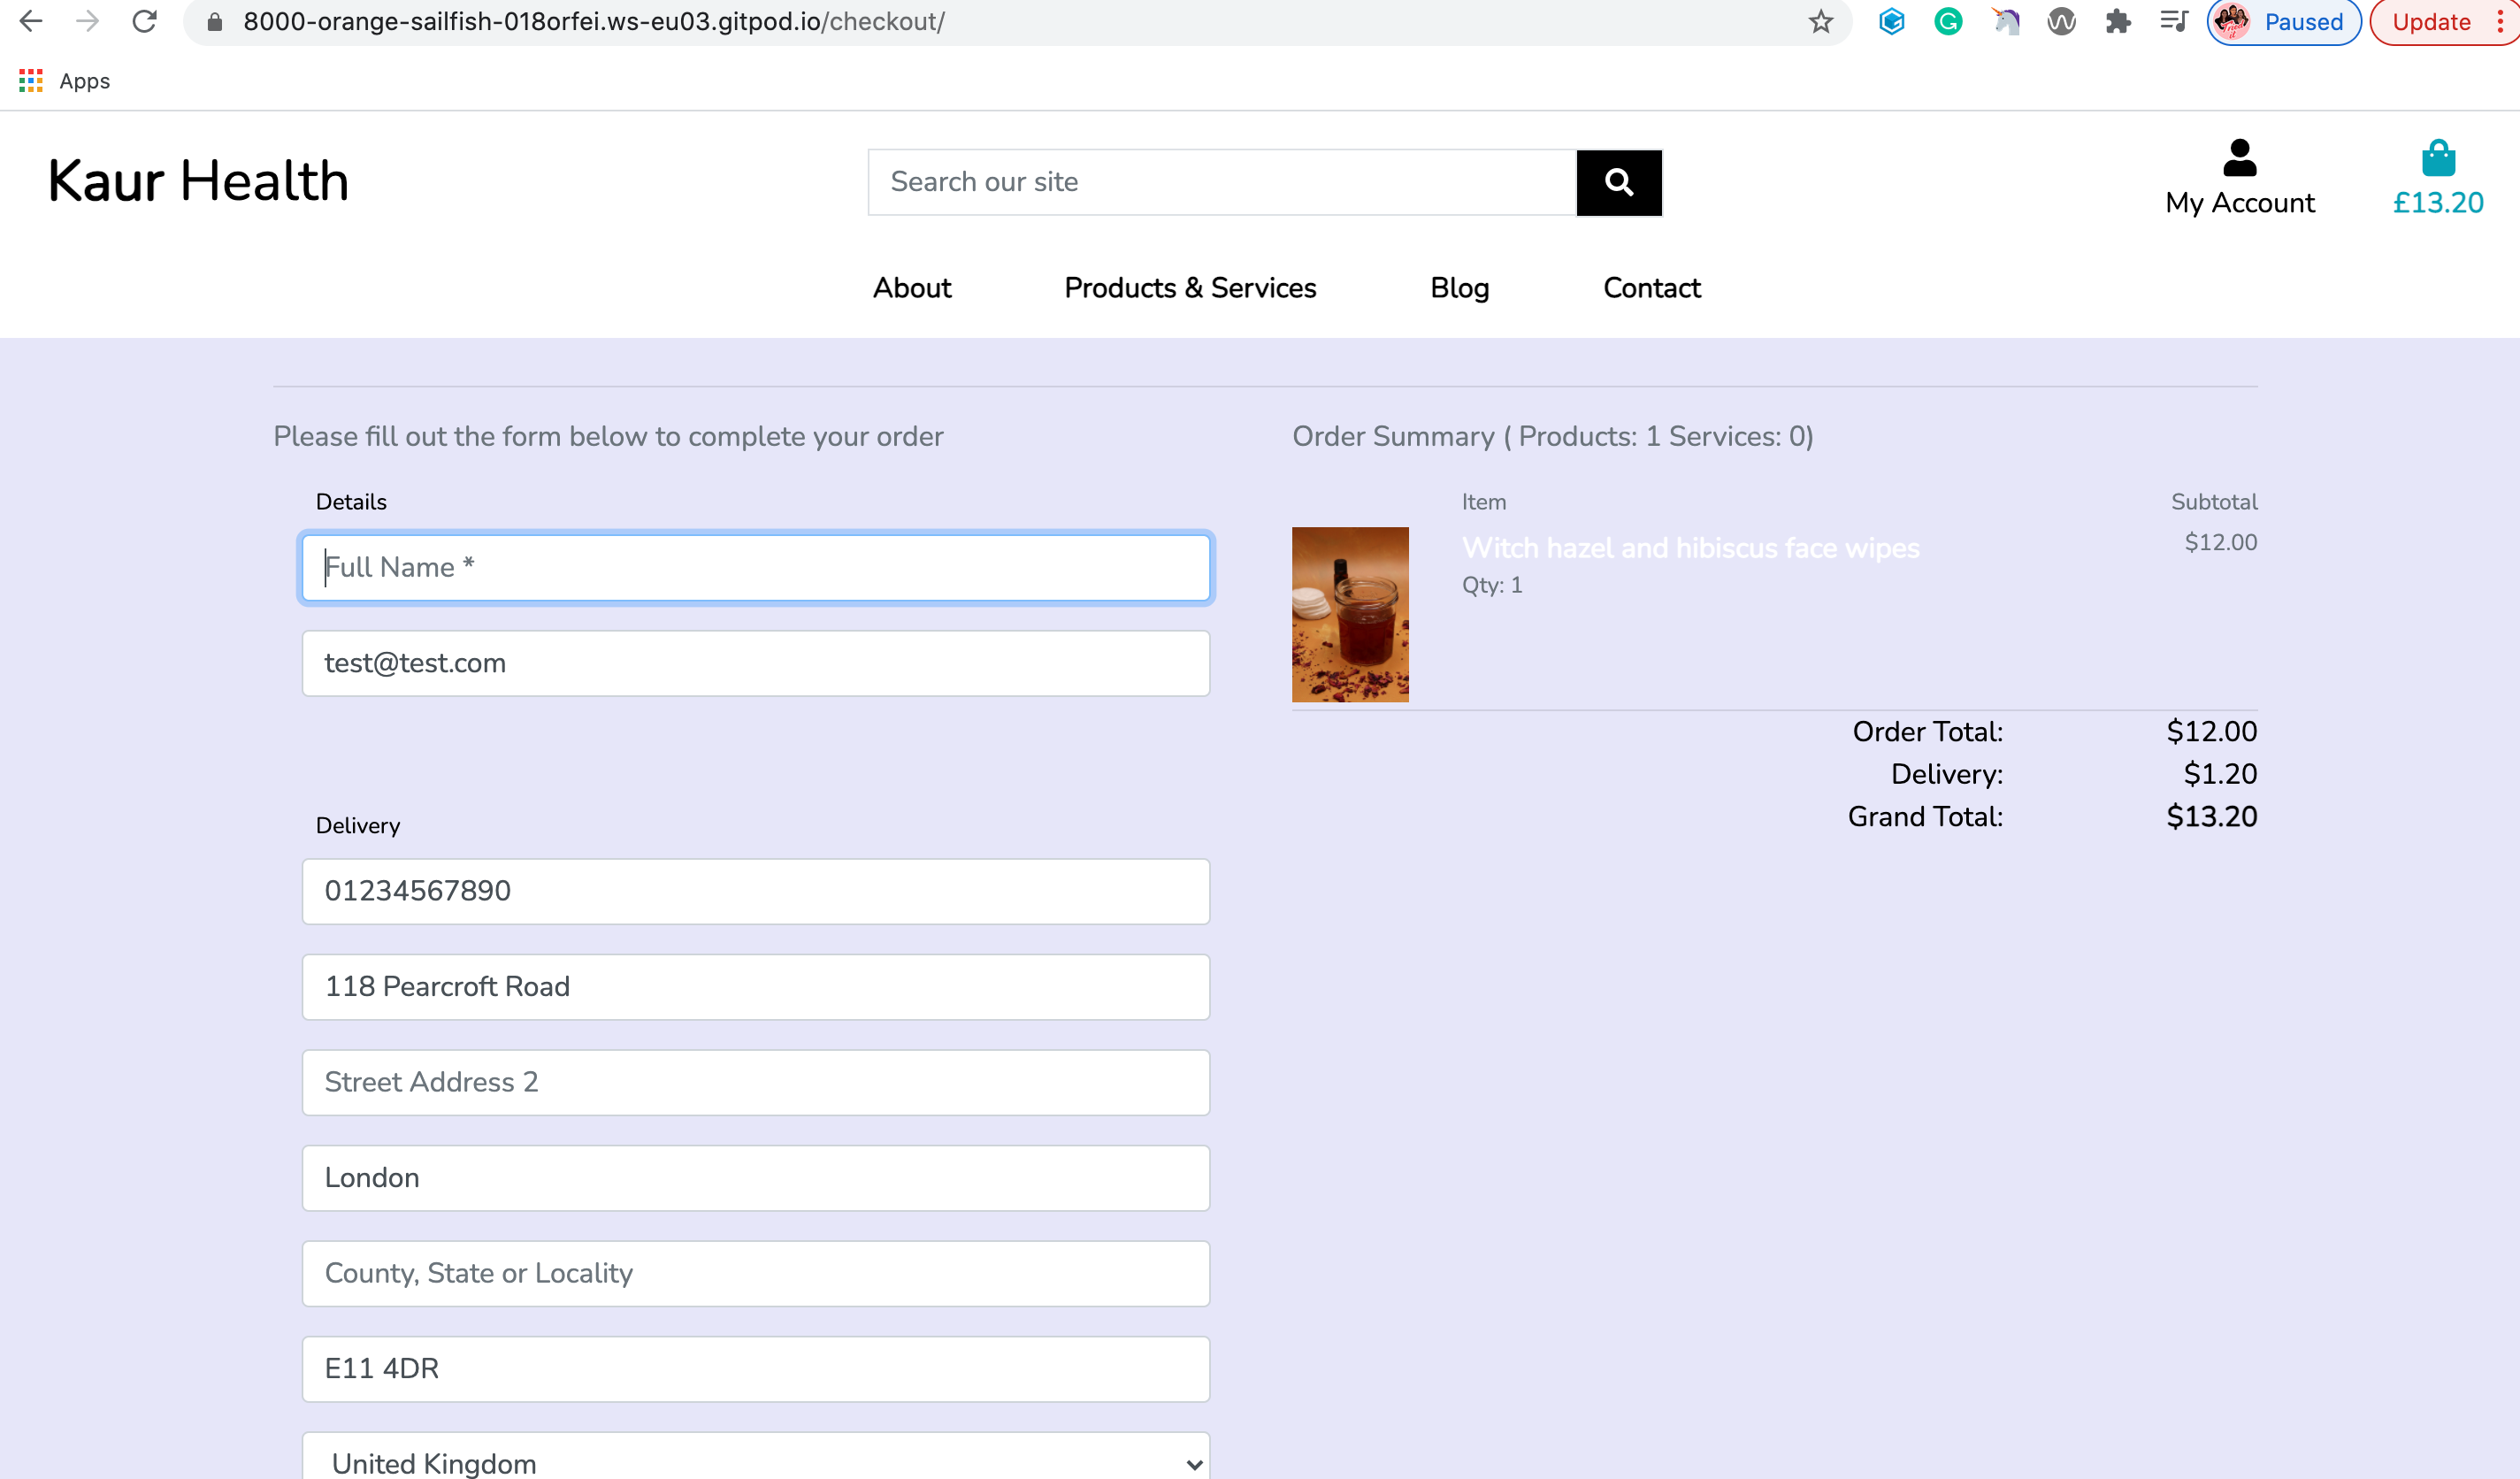 8000-orange-sailfish-018orfei.ws-eu03.gitpod.io/checkout/
Paused
Update
Apps
Kaur Health
Search our site
My Account
£13.20
About
Products & Services
Blog
Contact
Please fill out the form below to complete your order
Details
Full Name *
test@test.com
Delivery
01234567890
118 Pearcroft Road
Street Address 2
London
County, State or Locality
E11 4DR
United Kingdom
Order Summary ( Products: 1 Services: 0)
Item
Subtotal
Witch hazel and hibiscus face wipes
$12.00
Qty: 1
Order Total: $12.00
Delivery: $1.20
Grand Total: $13.20